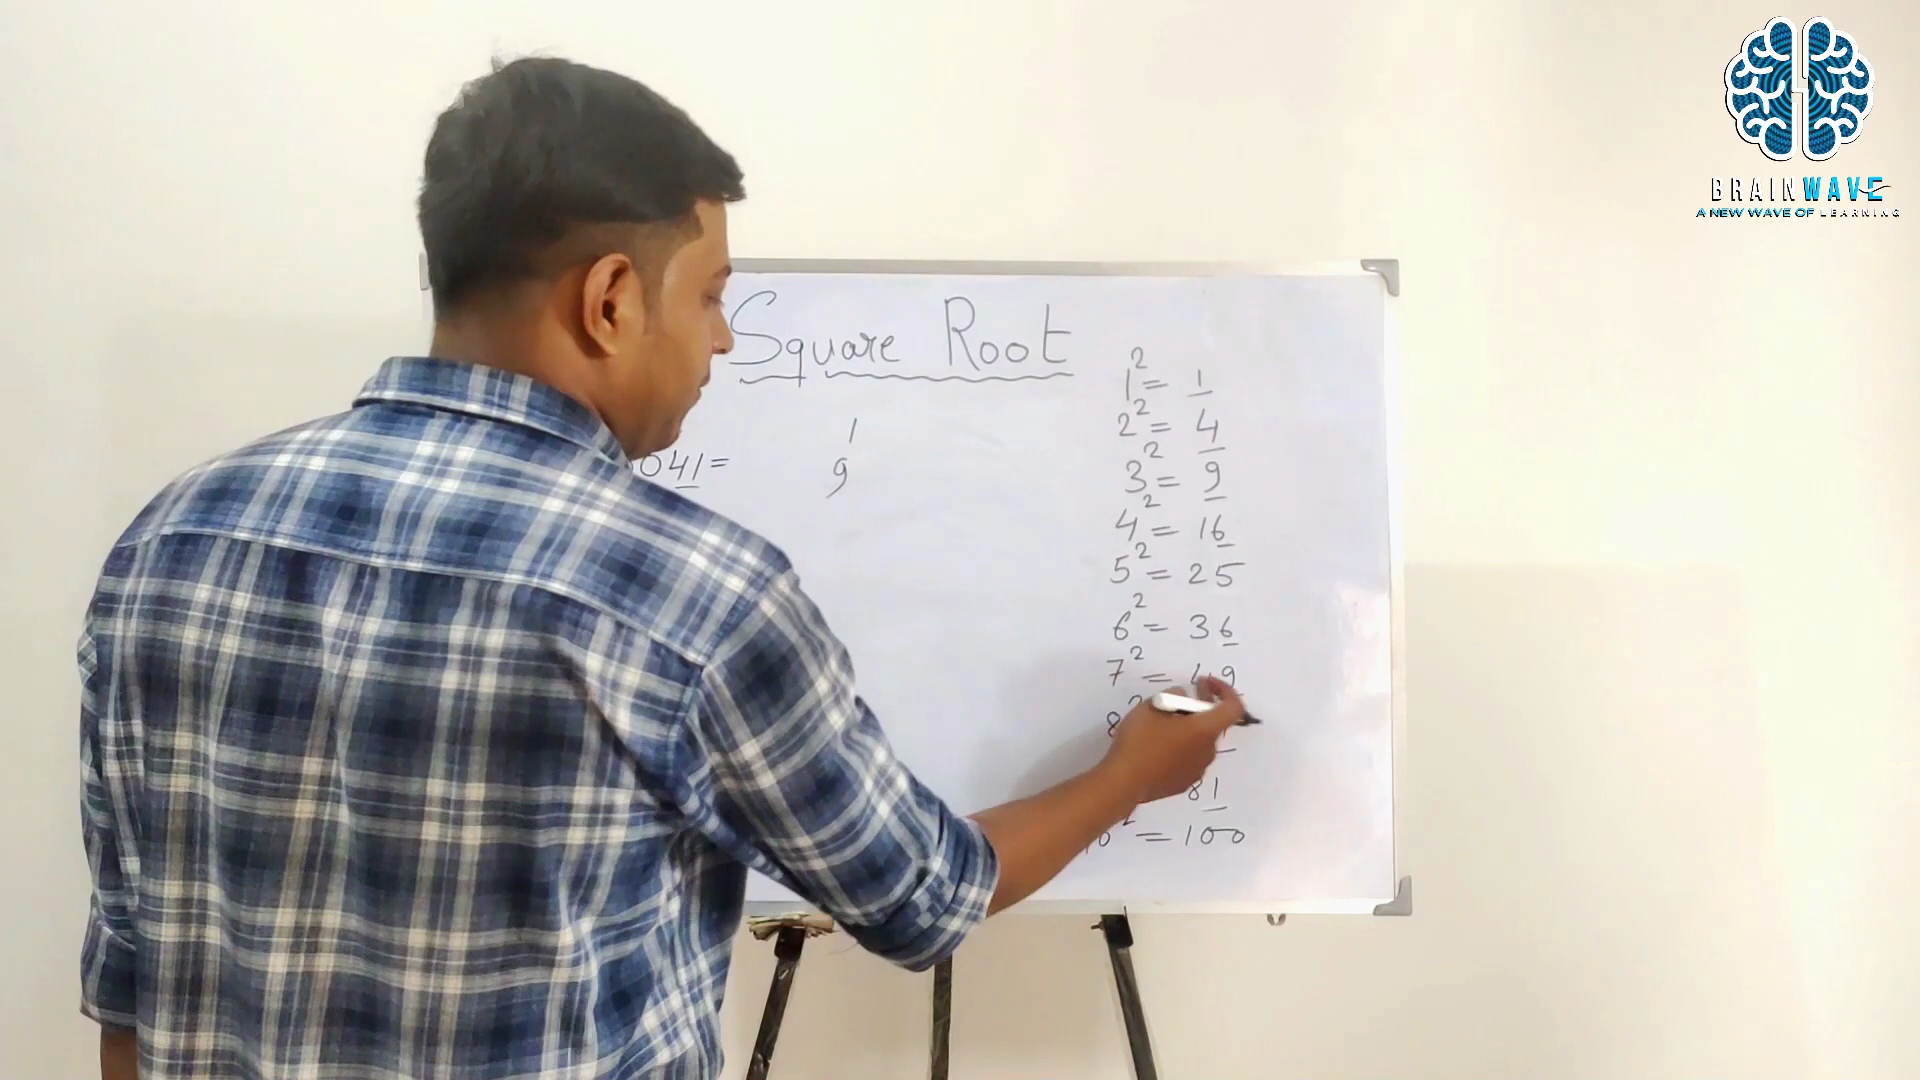 BRAINWAVE
A NEW WAVE OF LEARNING
Square Root
041=
1
9
1² = 1
2² = 4
3² = 9
4² = 16
5² = 25
6² = 36
7² = 49
8
81
10² = 100